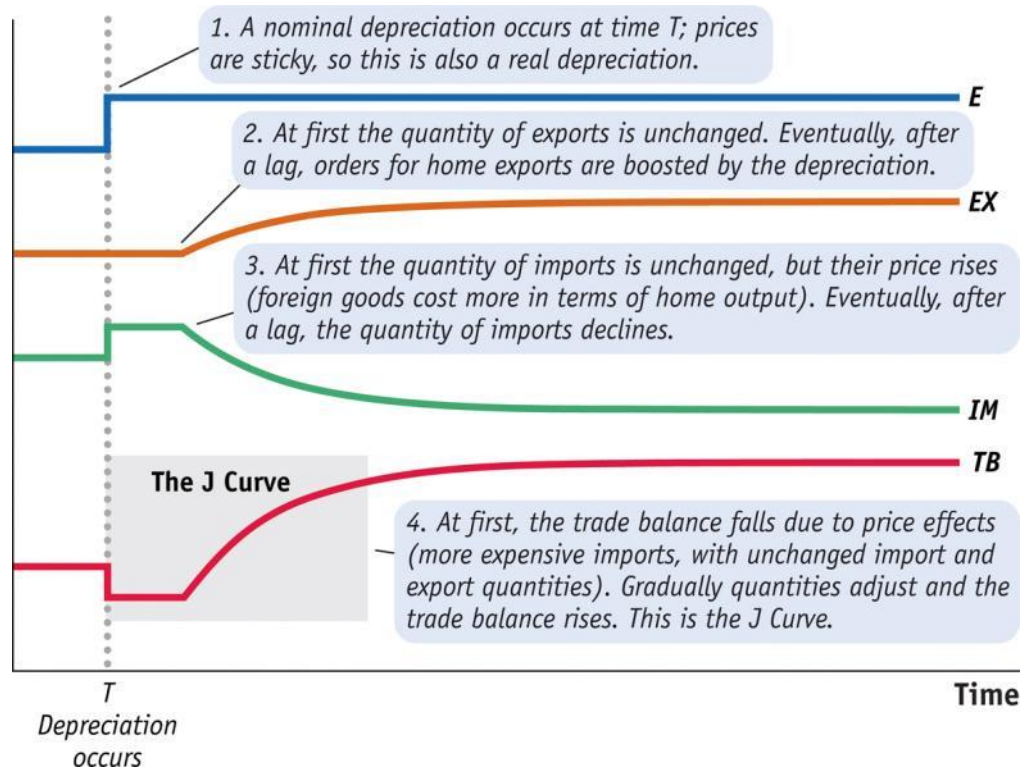 1. A nominal depreciation occurs at time T; prices
are sticky, so this is also a real depreciation.
E
2. At first the quantity of exports is unchanged. Eventually, after
a lag, orders for home exports are boosted by the depreciation.
EX
3. At first the quantity of imports is unchanged, but their price rises
(foreign goods cost more in terms of home output). Eventually, after
a lag, the quantity of imports declines.
IM
TB
The J Curve
4. At first, the trade balance falls due to price effects
(more expensive imports, with unchanged import and
export quantities). Gradually quantities adjust and the
trade balance rises. This is the J Curve.
T
Time
Depreciation
occurs